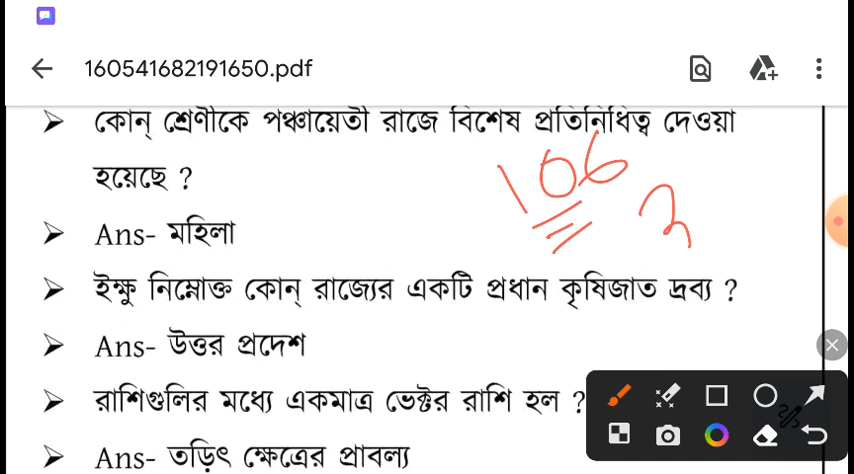 160541682191650.pdf
➤ কোন্ শ্রেণীকে পঞ্চায়েতী রাজে বিশেষ প্রতিনিধিত্ব দেওয়া
হয়েছে ?
106
২
➤ Ans- মহিলা
➤ ইক্ষু নিম্নোক্ত কোন্ রাজ্যের একটি প্রধান কৃষিজাত দ্রব্য ?
➤ Ans- উত্তর প্রদেশ
➤ রাশিগুলির মধ্যে একমাত্র ভেক্টর রাশি হল ?
➤ Ans- তড়িৎ ক্ষেত্রের প্রাবল্য